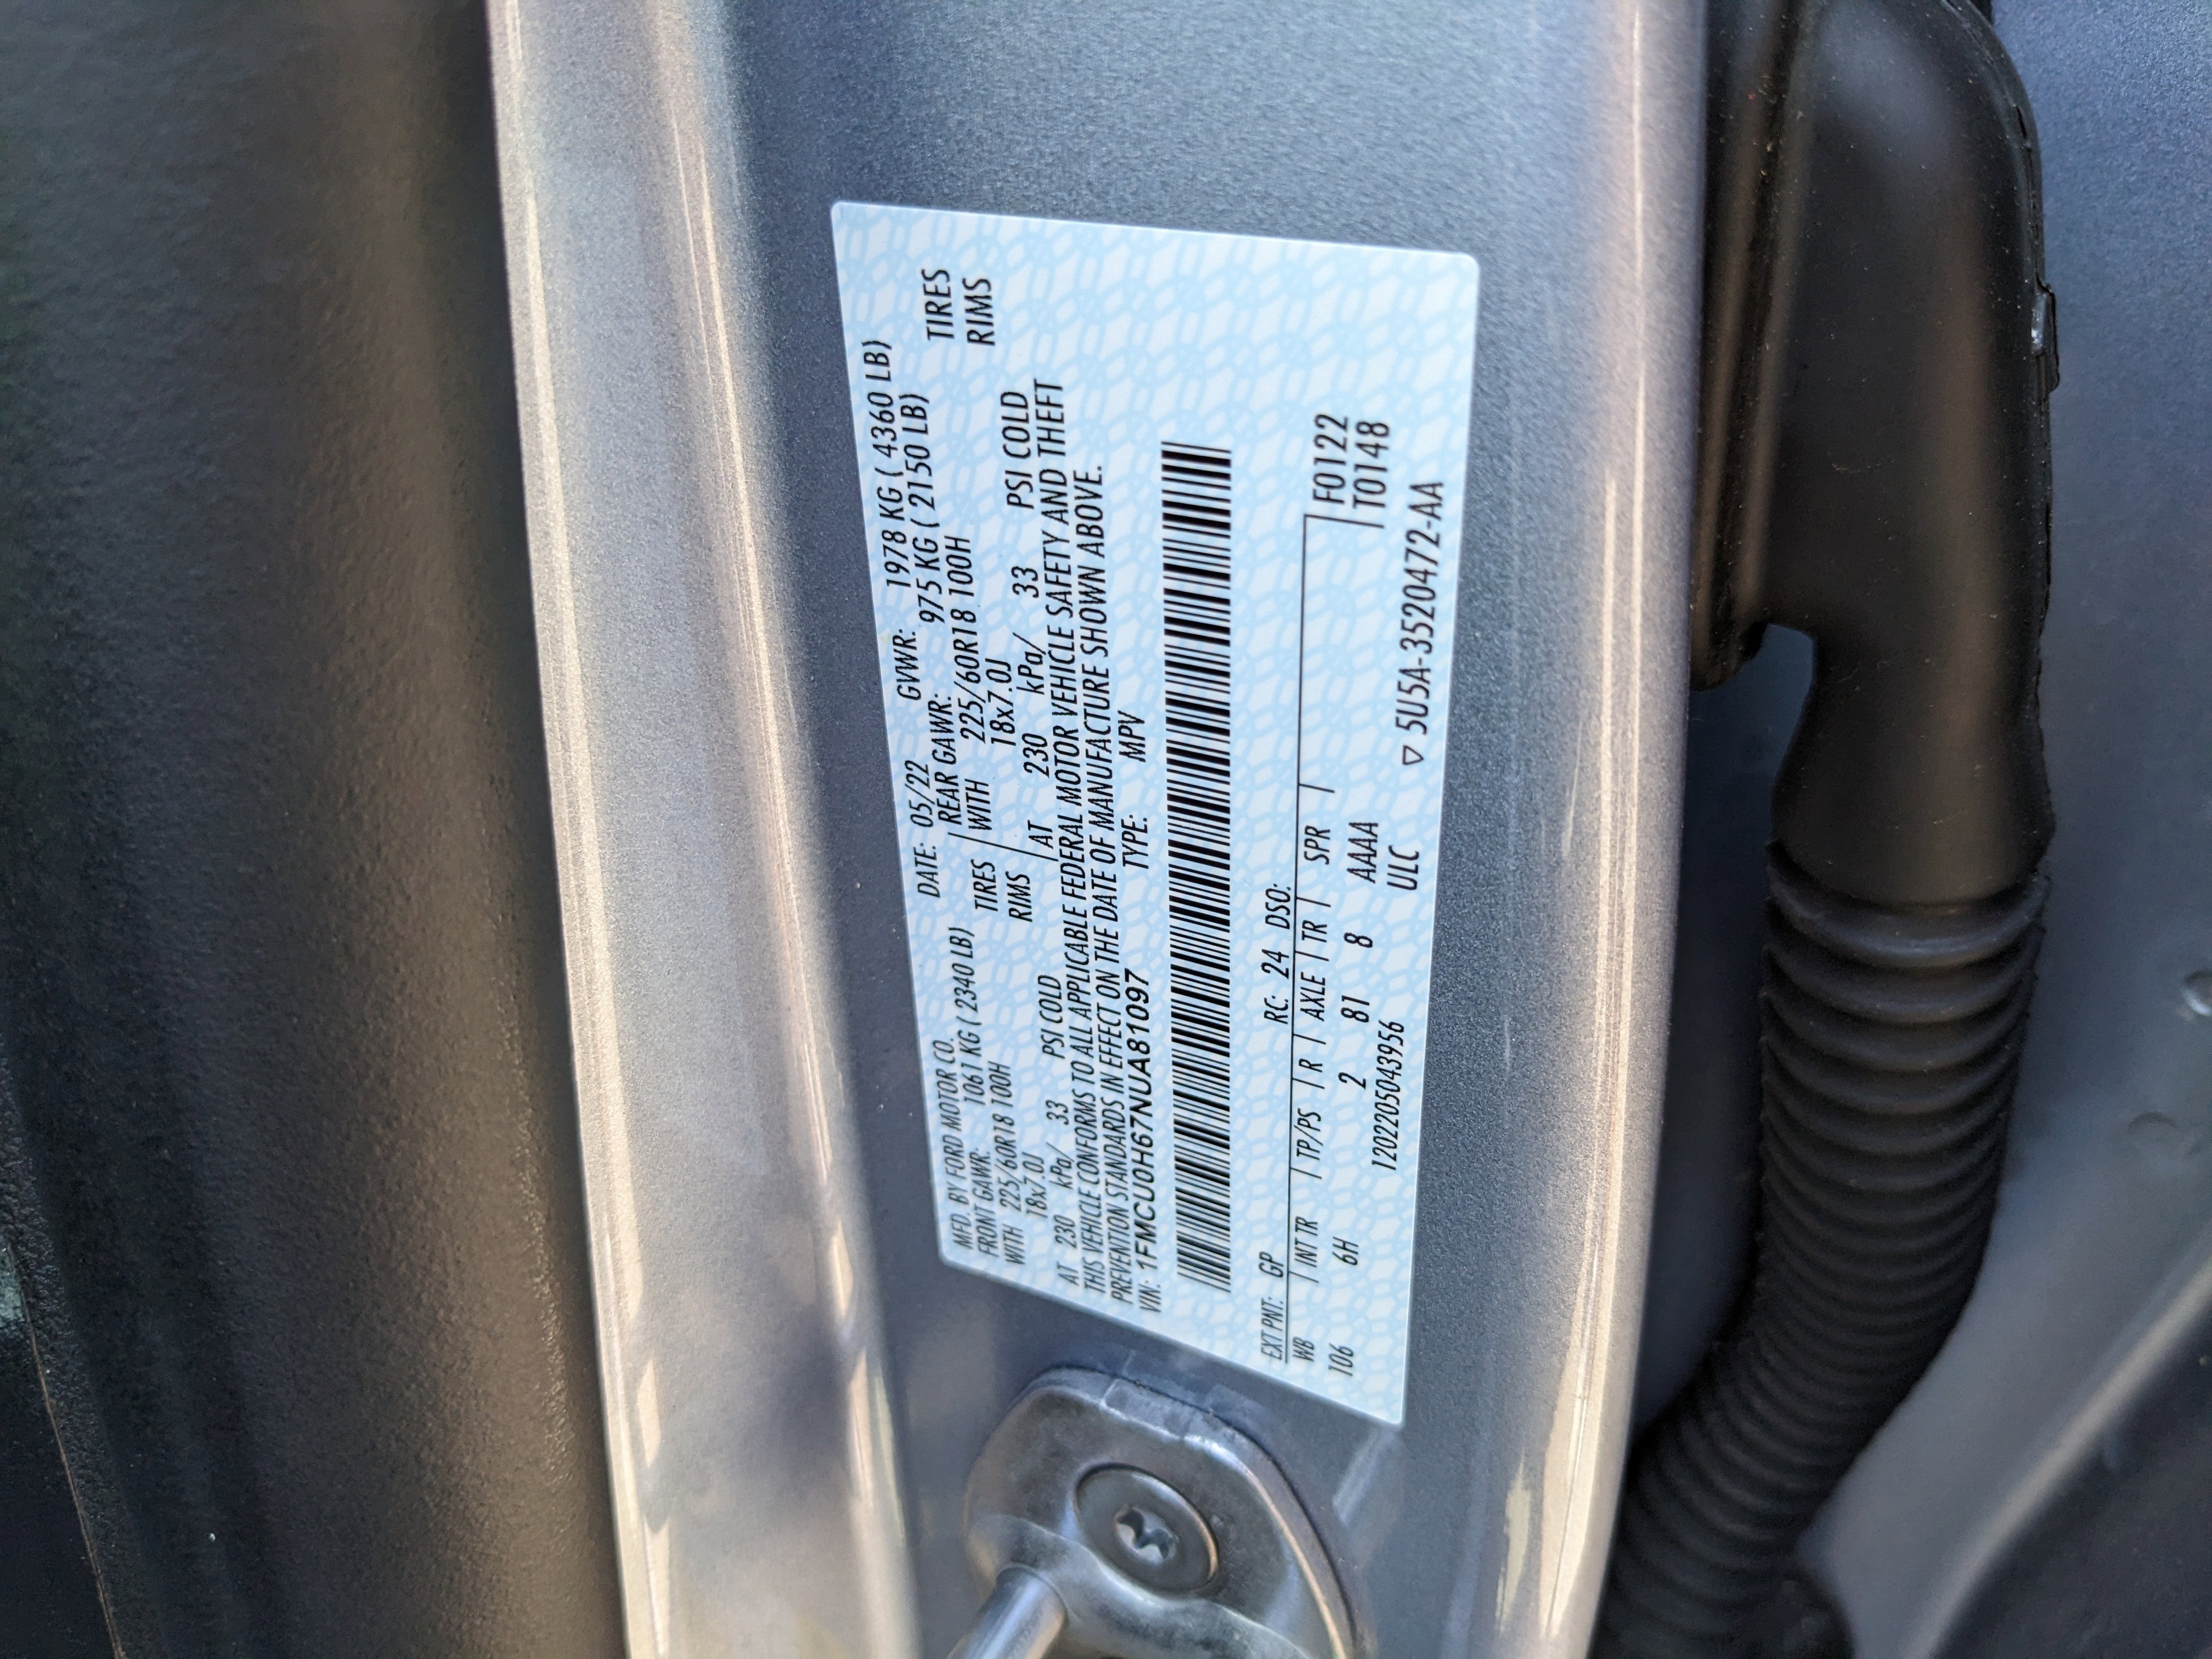 MFD. BY FORD MOTOR CO. DATE: 05/22 GVWR: 1978 KG ( 4360 LB)
FRONT GAWR: 1061 KG ( 2340 LB) REAR GAWR: 975 KG ( 2150 LB)
WITH 225/60R18 100H TIRES WITH 225/60R18 100H TIRES
18x7.0J RIMS 18x7.0J RIMS
AT 230 kPa/ 33 PSI COLD AT 230 kPa/ 33 PSI COLD
THIS VEHICLE CONFORMS TO ALL APPLICABLE FEDERAL MOTOR VEHICLE SAFETY AND THEFT
PREVENTION STANDARDS IN EFFECT ON THE DATE OF MANUFACTURE SHOWN ABOVE.
VIN: 1FMCU0H67NUA81097 TYPE: MPV
EXT PNT: GP RC: 24 DSO:
WB | INT TR | TP/PS | R | AXLE | TR | SPR | F0122
106 6H 2 81 8 AAAA T0148
120220504395​6 ULC ▽ 5U5A-3520472-AA